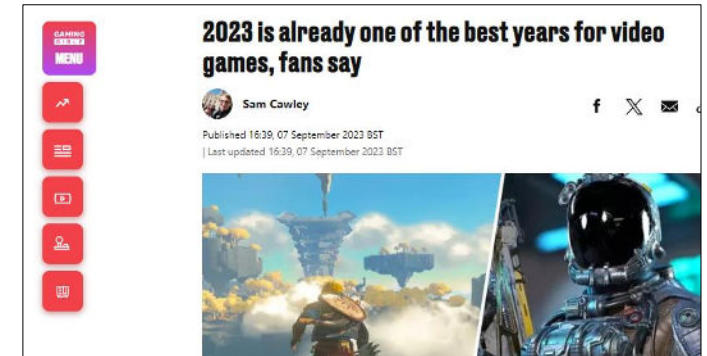 GAMING
BIBLE
MENU
2023 is already one of the best years for video
games, fans say
Sam Cawley
Published 16:39, 07 September 2023 BST
| Last updated 16:39, 07 September 2023 BST